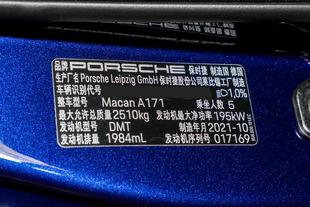 品牌 PORSCHE 保时捷 制造国 德国
生产厂名 Porsche Leipzig GmbH 保时捷股份公司莱比锡工厂制造
车辆识别代号
1,0%
整车型号 Macan A171 乘坐人数 5
最大允许总质量 2510kg 发动机最大净功率 195kW
发动机型号 DMT 制造年月 2021-10
发动机排量 1984mL 发动机序列号 017169